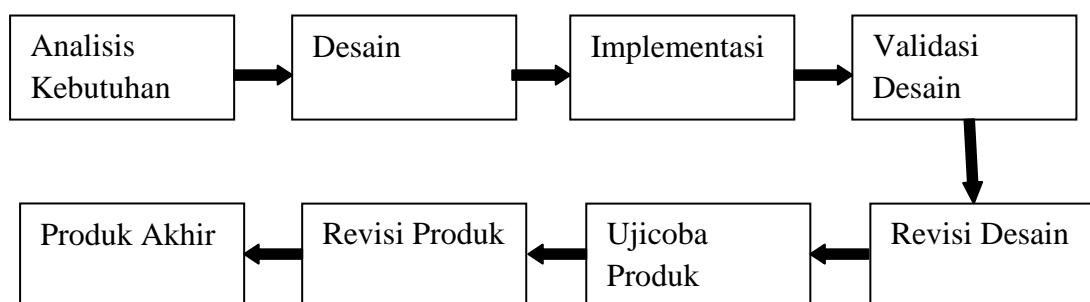 Analisis
Kebutuhan
Desain
Implementasi
Validasi
Desain
Produk Akhir
Revisi Produk
Ujicoba
Produk
Revisi Desain